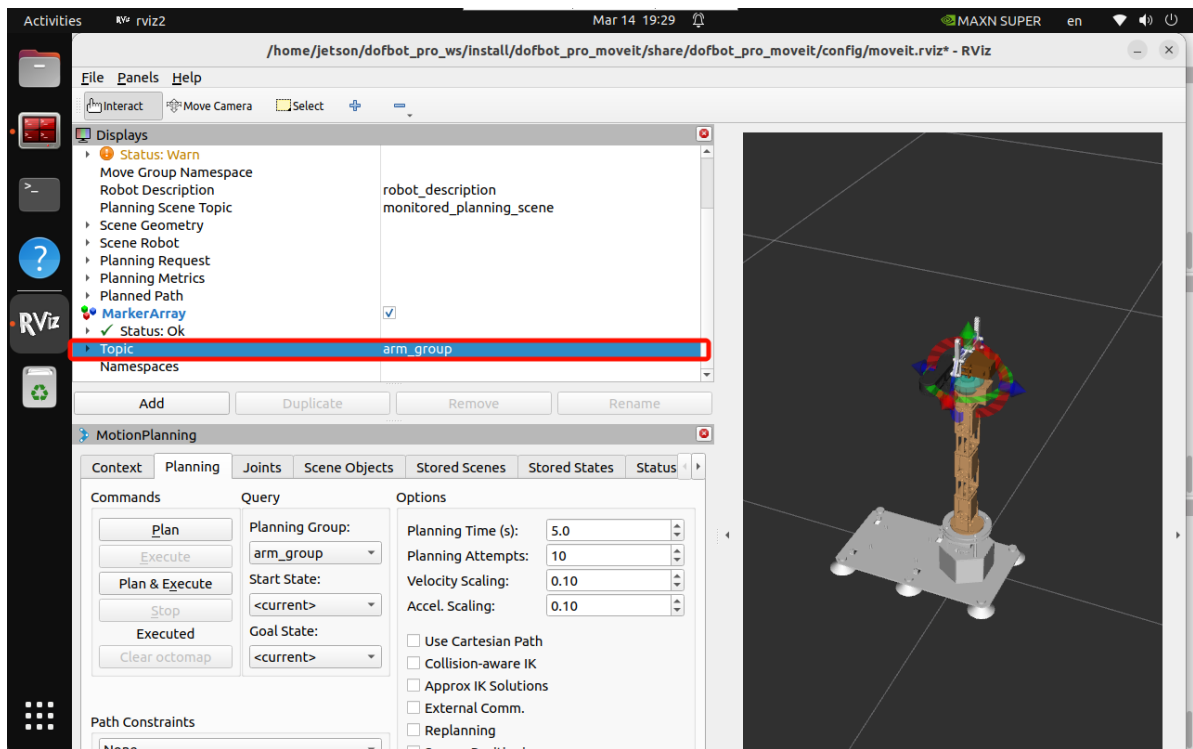 Activities RViz rviz2 Mar 14 19:29 MAXN SUPER en
/home/jetson/dofbot_pro_ws/install/dofbot_pro_moveit/share/dofbot_pro_moveit/config/moveit.rviz* - RViz
File Panels Help
Interact Move Camera Select
Displays
Status: Warn
Move Group Namespace
Robot Description robot_description
Planning Scene Topic monitored_planning_scene
Scene Geometry
Scene Robot
Planning Request
Planning Metrics
Planned Path
MarkerArray
Status: Ok
Topic arm_group
Namespaces
RViz
Add Duplicate Remove Rename
MotionPlanning
Context Planning Joints Scene Objects Stored Scenes Stored States Status
Commands Query Options
Plan Planning Group: Planning Time (s): 5.0
Execute arm_group Planning Attempts: 10
Plan & Execute Start State: Velocity Scaling: 0.10
Stop <current> Accel. Scaling: 0.10
Executed Goal State: Use Cartesian Path
Clear octomap <current> Collision-aware IK
Approx IK Solutions
External Comm.
Path Constraints Replanning
None